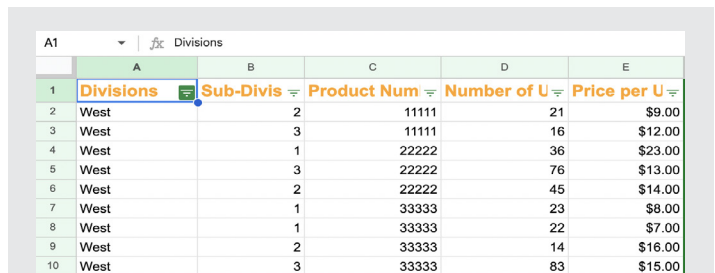 A1 fx Divisions
A B C D E
1 Divisions Sub-Divis Product Num Number of U Price per U
2 West 2 11111 21 $9.00
3 West 3 11111 16 $12.00
4 West 1 22222 36 $23.00
5 West 3 22222 76 $13.00
6 West 2 22222 45 $14.00
7 West 1 33333 23 $8.00
8 West 1 33333 22 $7.00
9 West 2 33333 14 $16.00
10 West 3 33333 83 $15.00